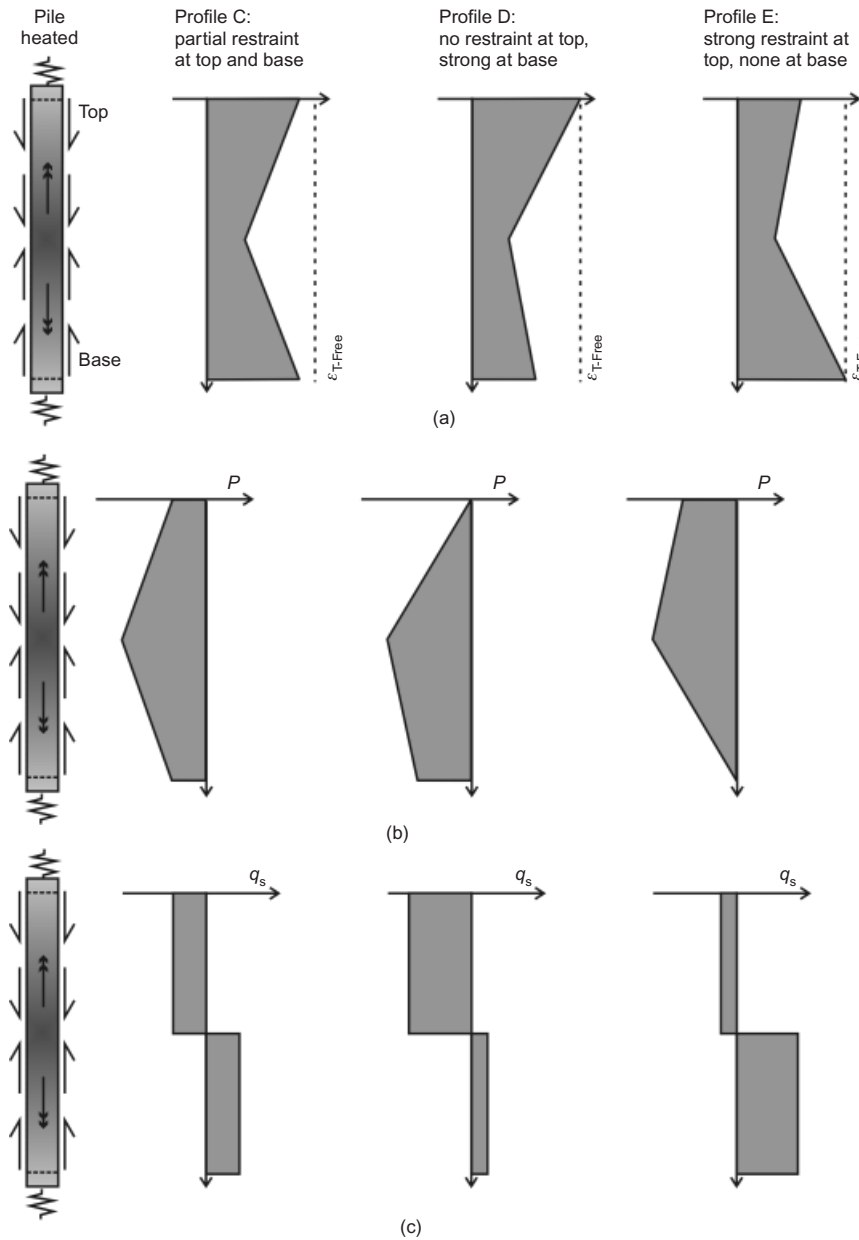 Pile
heated
Profile C:
partial restraint
at top and base
Profile D:
no restraint at top,
strong at base
Profile E:
strong restraint at
top, none at base
Top
Base
εT-Free
εT-Free
(a)
P
P
P
(b)
qs
qs
qs
(c)